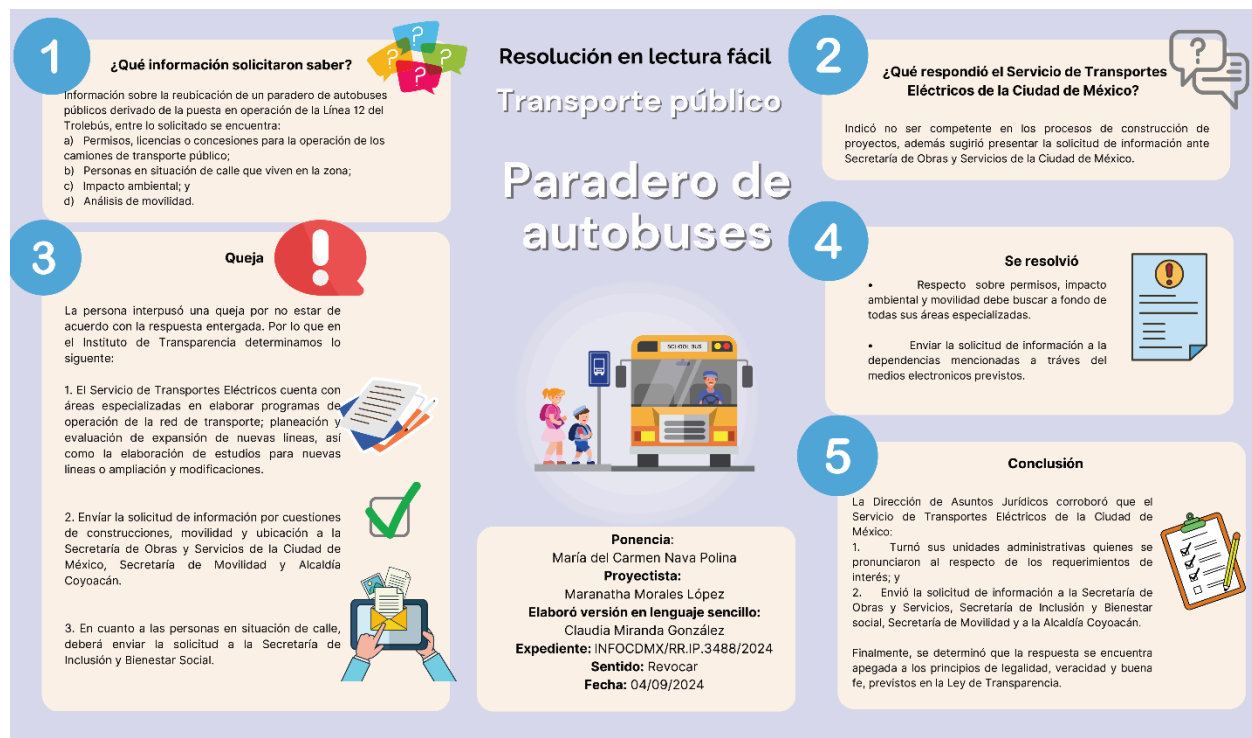 Resolución en lectura fácil
Transporte público
Paradero de
autobuses
1
¿Qué información solicitaron saber?
Información sobre la reubicación de un paradero de autobuses
públicos derivado de la puesta en operación de la Línea 12 del
Trolebús, entre lo solicitado se encuentra:
a) Permisos, licencias o concesiones para la operación de los
camiones de transporte público;
b) Personas en situación de calle que viven en la zona;
c) Impacto ambiental; y
d) Análisis de movilidad.
2
¿Qué respondió el Servicio de Transportes
Eléctricos de la Ciudad de México?
Indicó no ser competente en los procesos de construcción de
proyectos, además sugirió presentar la solicitud de información ante
Secretaría de Obras y Servicios de la Ciudad de México.
3
Queja
La persona interpusó una queja por no estar de
acuerdo con la respuesta entergada. Por lo que en
el Instituto de Transparencia determinamos lo
siguente:
1. El Servicio de Transportes Eléctricos cuenta con
áreas especializadas en elaborar programas de
operación de la red de transporte; planeación y
evaluación de expansión de nuevas lineas, así
como la elaboración de estudios para nuevas
lineas o ampliación y modificaciones.
2. Envíar la solicitud de información por cuestiones
de construcciones, movilidad y ubicación a la
Secretaría de Obras y Servicios de la Ciudad de
México, Secretaría de Movilidad y Alcaldía
Coyoacán.
3. En cuanto a las personas en situación de calle,
deberá enviar la solicitud a la Secretaría de
Inclusión y Bienestar Social.
4
Se resolvió
• Respecto sobre permisos, impacto
ambiental y movilidad debe buscar a fondo de
todas sus áreas especializadas.
• Enviar la solicitud de información a la
dependencias mencionadas a tráves del
medios electronicos previstos.
5
Conclusión
La Dirección de Asuntos Jurídicos corroboró que el
Servicio de Transportes Eléctricos de la Ciudad de
México:
1. Turnó sus unidades administrativas quienes se
pronunciaron al respecto de los requerimientos de
interés; y
2. Envió la solicitud de información a la Secretaría de
Obras y Servicios, Secretaría de Inclusión y Bienestar
social, Secretaría de Movilidad y a la Alcaldía Coyoacán.
Finalmente, se determinó que la respuesta se encuentra
apegada a los principios de legalidad, veracidad y buena
fe, previstos en la Ley de Transparencia.
SCHOOL BUS
Ponencia:
María del Carmen Nava Polina
Proyectista:
Maranatha Morales López
Elaboró versión en lenguaje sencillo:
Claudia Miranda González
Expediente: INFOCDMX/RR.IP.3488/2024
Sentido: Revocar
Fecha: 04/09/2024